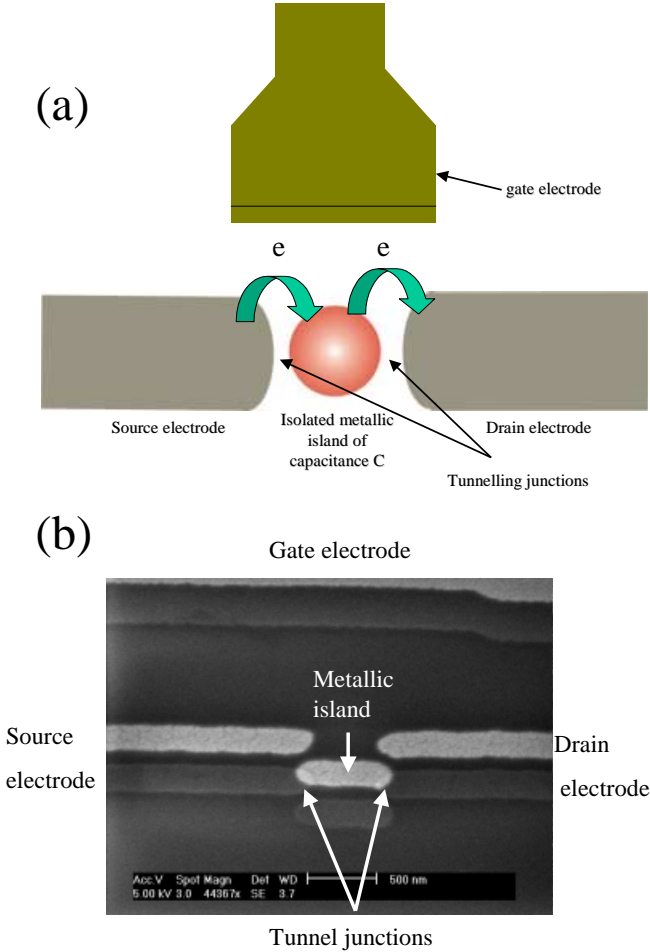 (a)
gate electrode
e e
Source electrode
Isolated metallic
island of
capacitance C
Drain electrode
Tunnelling junctions
(b)
Gate electrode
Metallic
island
Source
electrode
Drain
electrode
Acc.V Spot Magn Det WD 500 nm
5.00 kV 3.0 44367x SE 3.7
Tunnel junctions